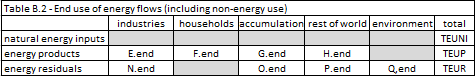 Table B.2 - End use of energy flows (including non-energy use)
industries households accumulation rest of world environment total
natural energy inputs TEUNI
energy products E.end F.end G.end H.end TEUP
energy residuals N.end O.end P.end Q,end TEUR